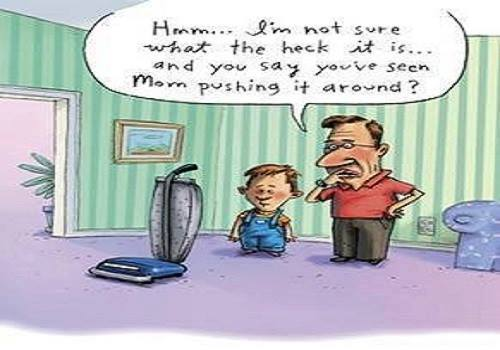 Hmm... I'm not sure
what the heck it is...
and you say you've seen
Mom pushing it around?